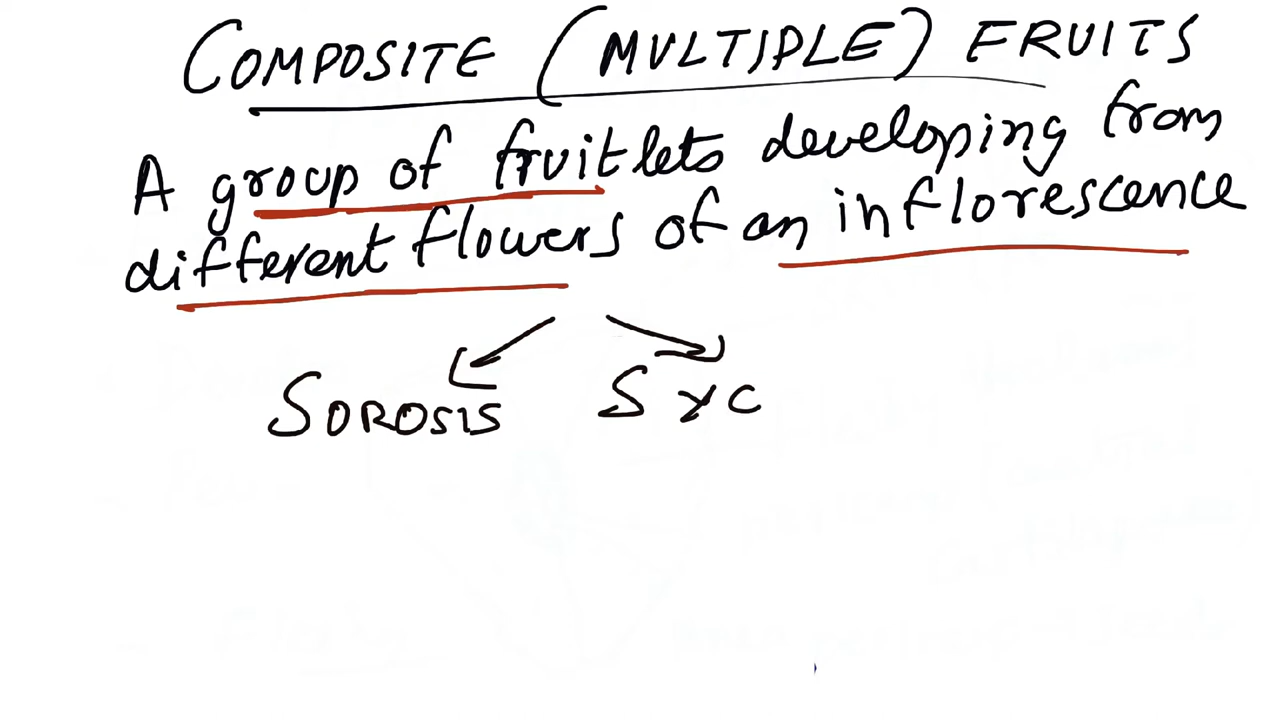 COMPOSITE (MULTIPLE) FRUITS
A group of fruitlets developing from
different flowers of an inflorescence
SOROSIS SYC